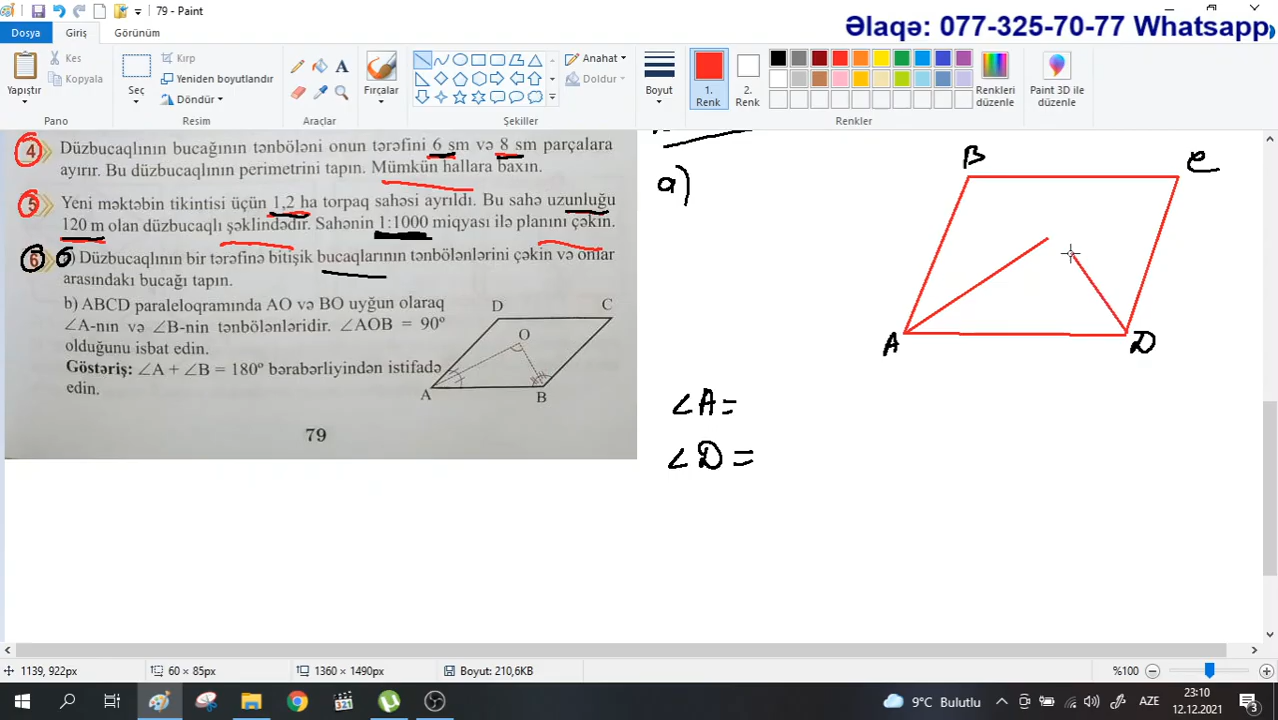 79 - Paint
Əlaqə: 077-325-70-77 Whatsapp
Dosya
Giriş
Görünüm
Yapıştır
Kes
Kopyala
Pano
Seç
Kırp
Yeniden boyutlandır
Döndür
Resim
Araçlar
Fırçalar
Şekiller
Anahat
Doldur
Boyut
1. Renk
2. Renk
Renkleri düzenle
Paint 3D ile düzenle
Renkler
4 Düzbucaqlının bucağının tənböləni onun tərəfini 6 sm və 8 sm parçalara
ayırır. Bu düzbucaqlının perimetrini tapın. Mümkün hallara baxın.
5 Yeni məktəbin tikintisi üçün 1,2 ha torpaq sahəsi ayrıldı. Bu sahə uzunluğu
120 m olan düzbucaqlı şəklindədir. Sahənin 1:1000 miqyası ilə planını çəkin.
6 a) Düzbucaqlının bir tərəfinə bitişik bucaqlarının tənbölənlərini çəkin və onlar
arasındakı bucağı tapın.
b) ABCD paraleloqramında AO və BO uyğun olaraq
∠A-nın və ∠B-nin tənbölənləridir. ∠AOB = 90º
olduğunu isbat edin.
Göstəriş: ∠A + ∠B = 180º bərabərliyindən istifadə
edin.
D
C
O
A
B
79
a)
B
C
A
D
∠A=
∠D=
1139, 922px
60 × 85px
1360 × 1490px
Boyut: 210,6KB
%100
9°C Bulutlu
AZE
23:10
12.12.2021
3